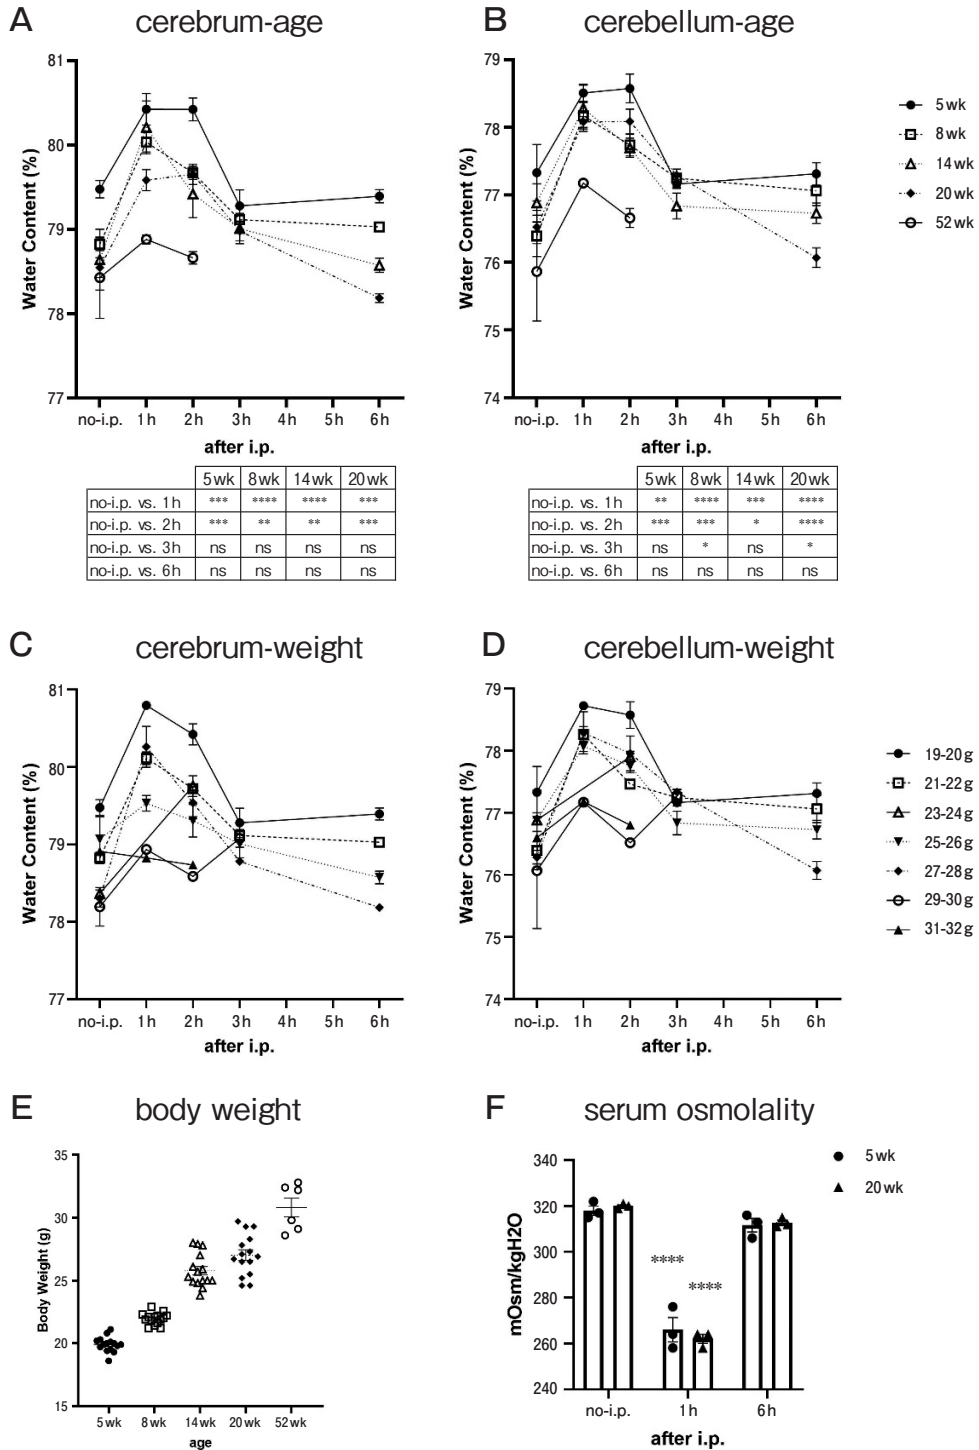 A cerebrum-age
81
80
79
78
77
Water Content (%)
no-i.p. 1h 2h 3h 4h 5h 6h
after i.p.
5wk 8wk 14wk 20wk
no-i.p. vs. 1h *** **** **** ***
no-i.p. vs. 2h *** ** ** ***
no-i.p. vs. 3h ns ns ns ns
no-i.p. vs. 6h ns ns ns ns
B cerebellum-age
79
78
77
76
75
74
Water Content (%)
no-i.p. 1h 2h 3h 4h 5h 6h
after i.p.
5wk
8wk
14wk
20wk
52wk
5wk 8wk 14wk 20wk
no-i.p. vs. 1h ** **** *** ****
no-i.p. vs. 2h *** *** * ****
no-i.p. vs. 3h ns * ns *
no-i.p. vs. 6h ns ns ns ns
C cerebrum-weight
81
80
79
78
77
Water Content (%)
no-i.p. 1h 2h 3h 4h 5h 6h
after i.p.
D cerebellum-weight
79
78
77
76
75
74
Water Content (%)
no-i.p. 1h 2h 3h 4h 5h 6h
after i.p.
19-20g
21-22g
23-24g
25-26g
27-28g
29-30g
31-32g
E body weight
35
30
25
20
15
Body Weight (g)
5wk 8wk 14wk 20wk 52wk
age
F serum osmolality
340
320
300
280
260
240
mOsm/kgH2O
****
****
no-i.p. 1h 6h
after i.p.
5wk
20wk